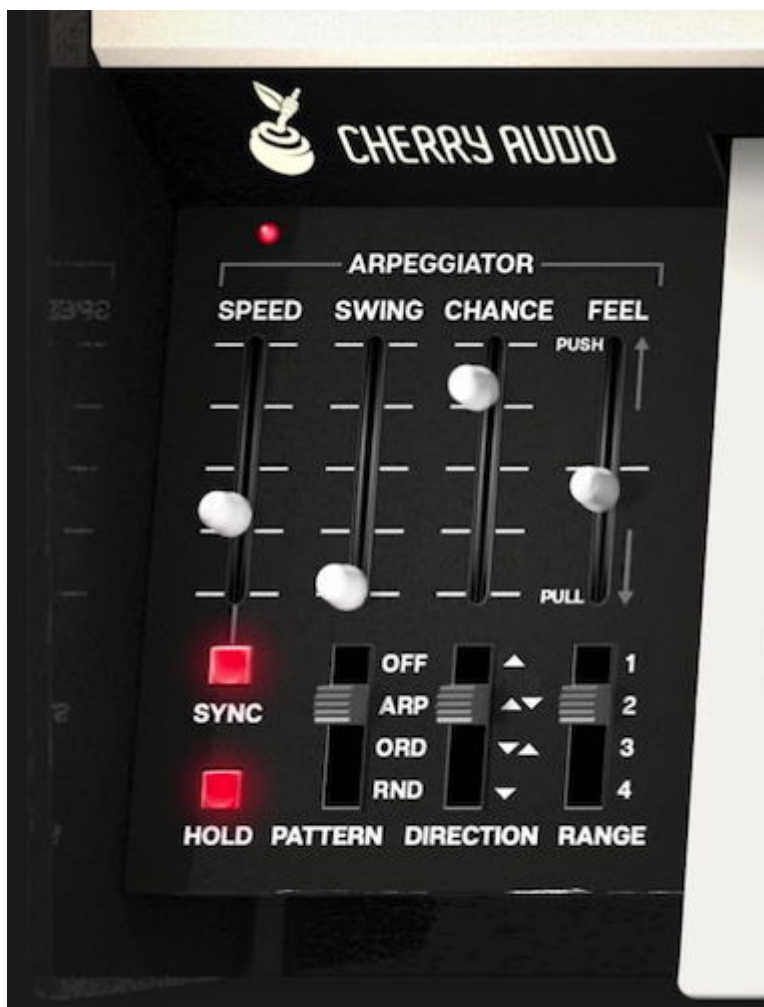 CHERRY AUDIO
ARPEGGIATOR
SPEED SWING CHANCE FEEL
PUSH
PULL
OFF 1
SYNC ARP 2
ORD 3
RND 4
HOLD PATTERN DIRECTION RANGE